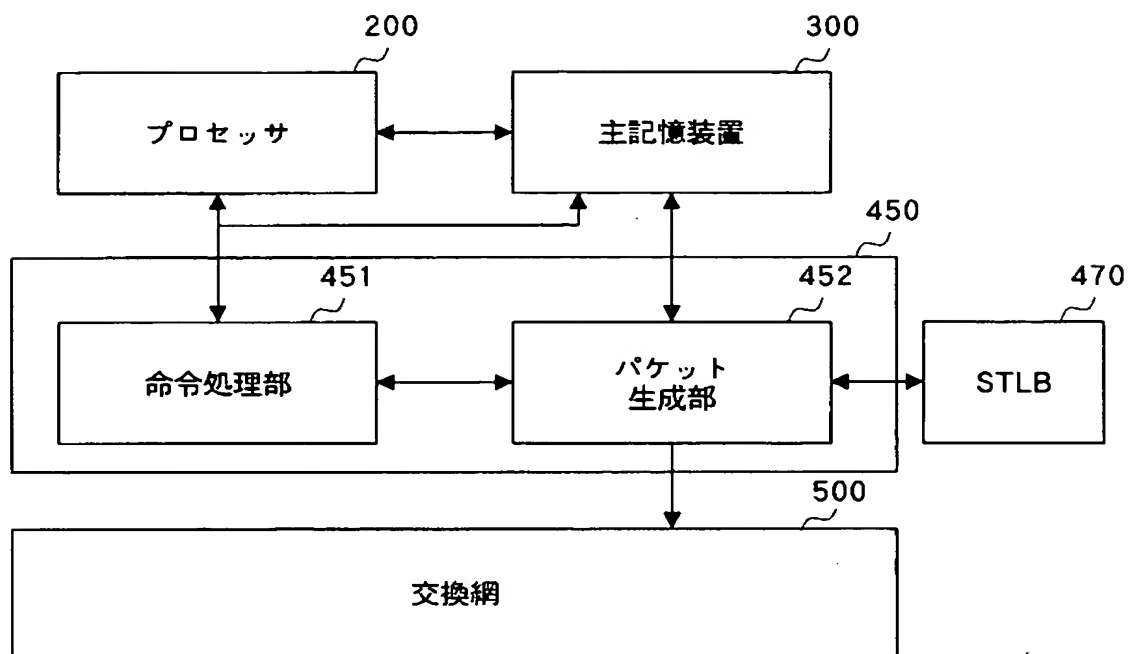 200
300
プロセッサ
主記憶装置
450
451
452
470
命令処理部
パケット
生成部
STLB
500
交換網